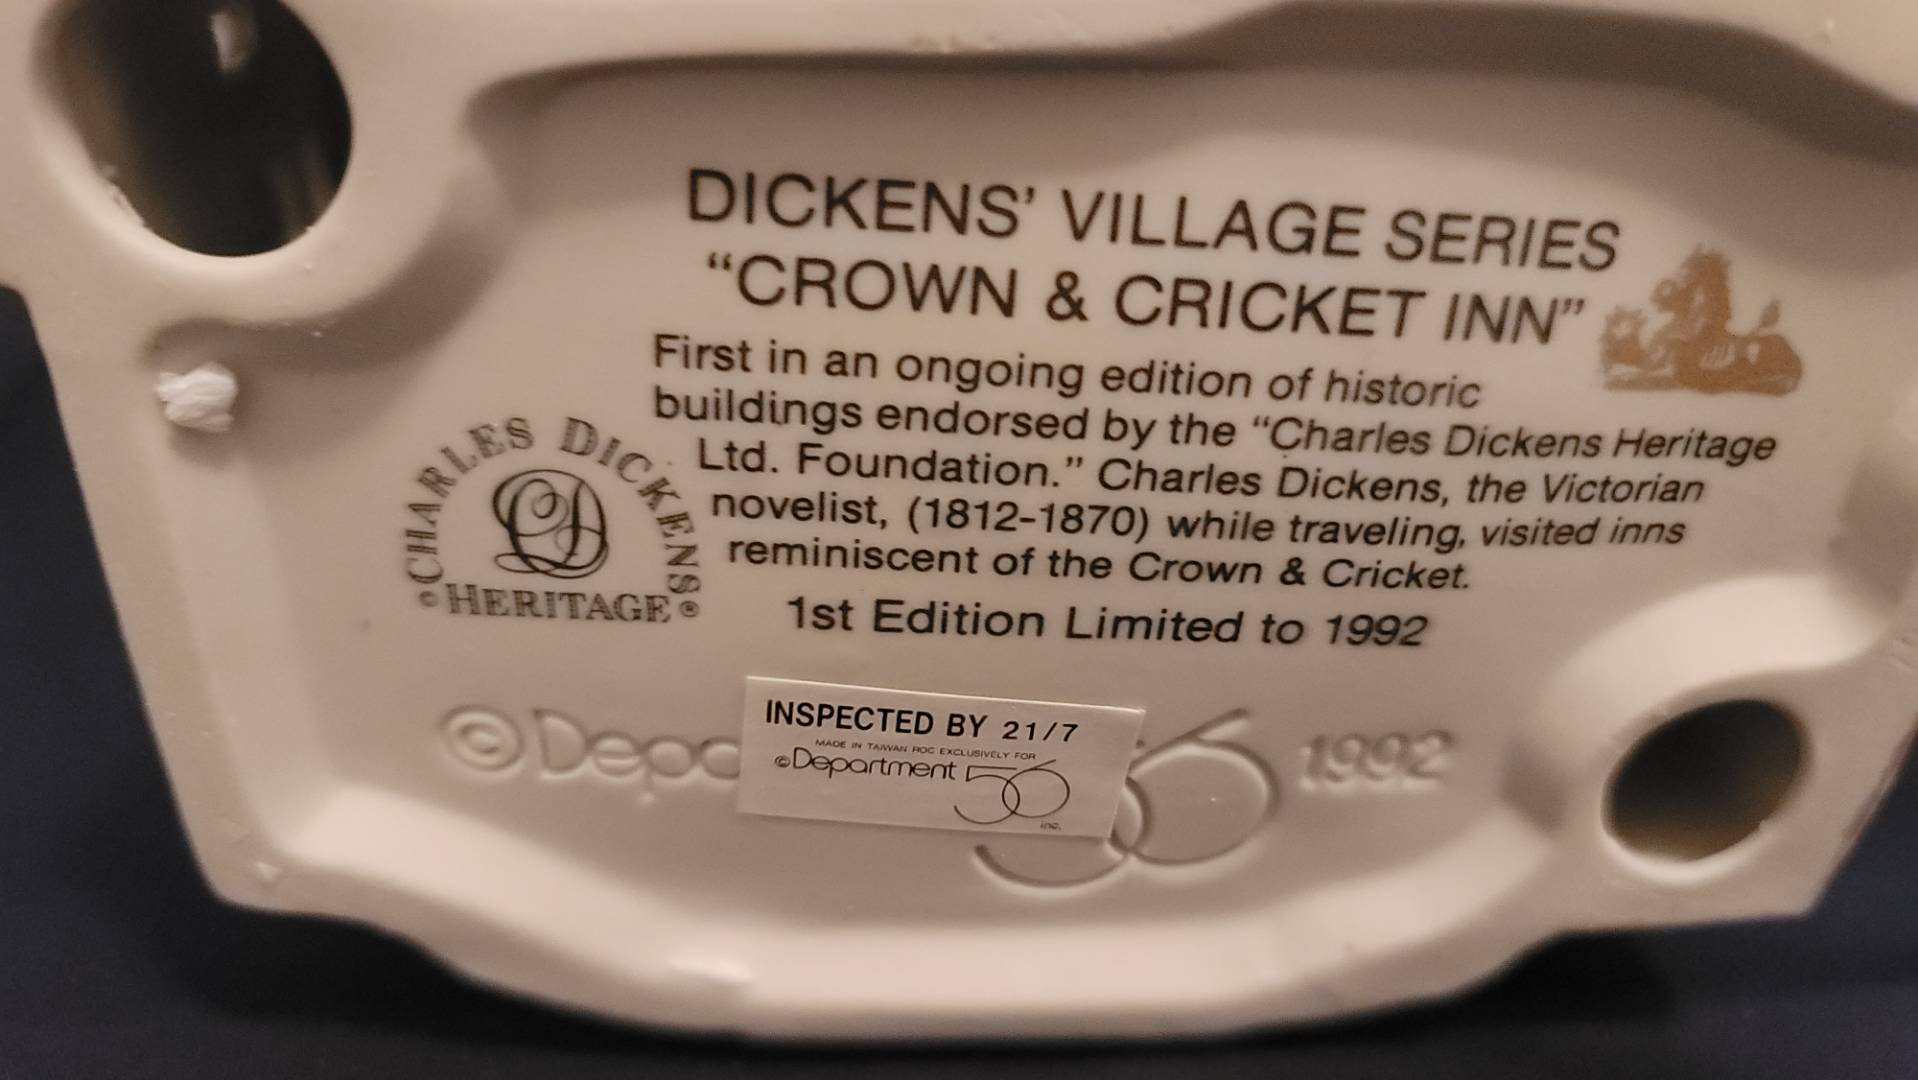 DICKENS' VILLAGE SERIES
"CROWN & CRICKET INN"
First in an ongoing edition of historic
buildings endorsed by the "Charles Dickens Heritage
Ltd. Foundation." Charles Dickens, the Victorian
novelist, (1812-1870) while traveling, visited inns
reminiscent of the Crown & Cricket.
1st Edition Limited to 1992
CHARLES DICKENS
CD
© HERITAGE ®
INSPECTED BY 21/7
MADE IN TAIWAN ROC EXCLUSIVELY FOR
©Department 56
inc.
© Depa 56 1992